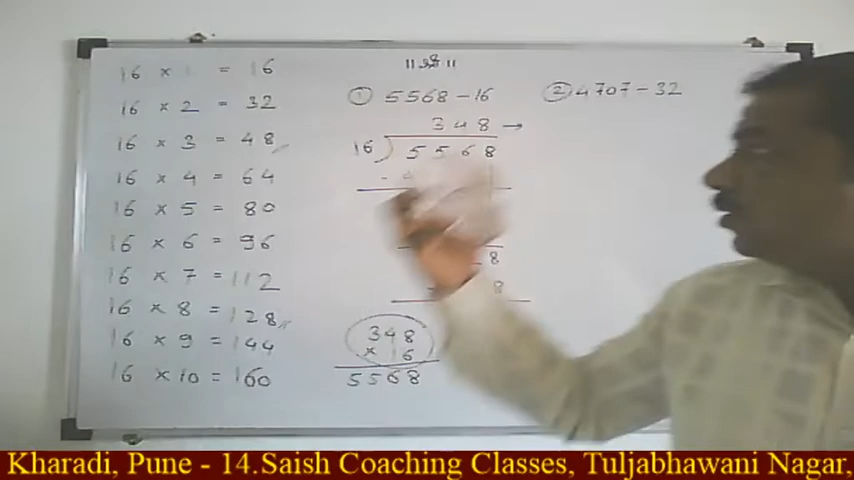 ॥ श्री ॥
16 × 1 = 16
16 × 2 = 32
16 × 3 = 48
16 × 4 = 64
16 × 5 = 80
16 × 6 = 96
16 × 7 = 112
16 × 8 = 128
16 × 9 = 144
16 × 10 = 160
① 5568 – 16
348 →
16 ) 5568
- 4
8
8
348
× 16
5568
② 4707 – 32
Kharadi, Pune - 14.Saish Coaching Classes, Tuljabhawani Nagar,